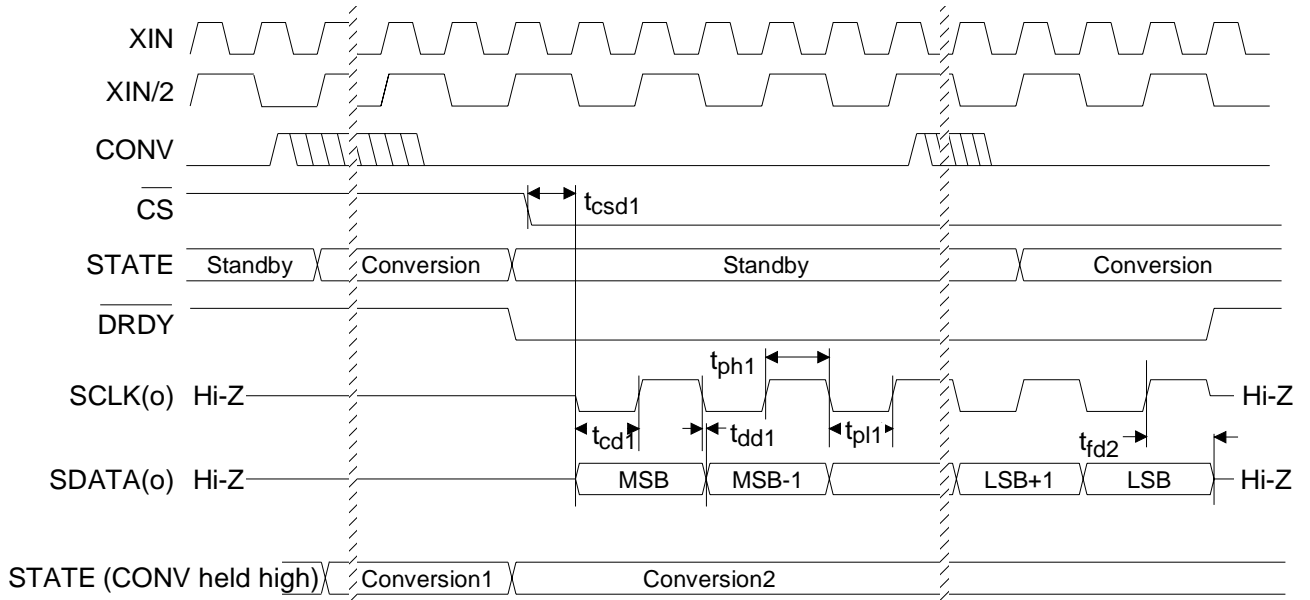 XIN
XIN/2
CONV
CS
tcsd1
STATE Standby Conversion Standby Conversion
DRDY
tph1
SCLK(o) Hi-Z Hi-Z
tcd1 tdd1 tpl1 tfd2
SDATA(o) Hi-Z MSB MSB-1 LSB+1 LSB Hi-Z
STATE (CONV held high) Conversion1 Conversion2